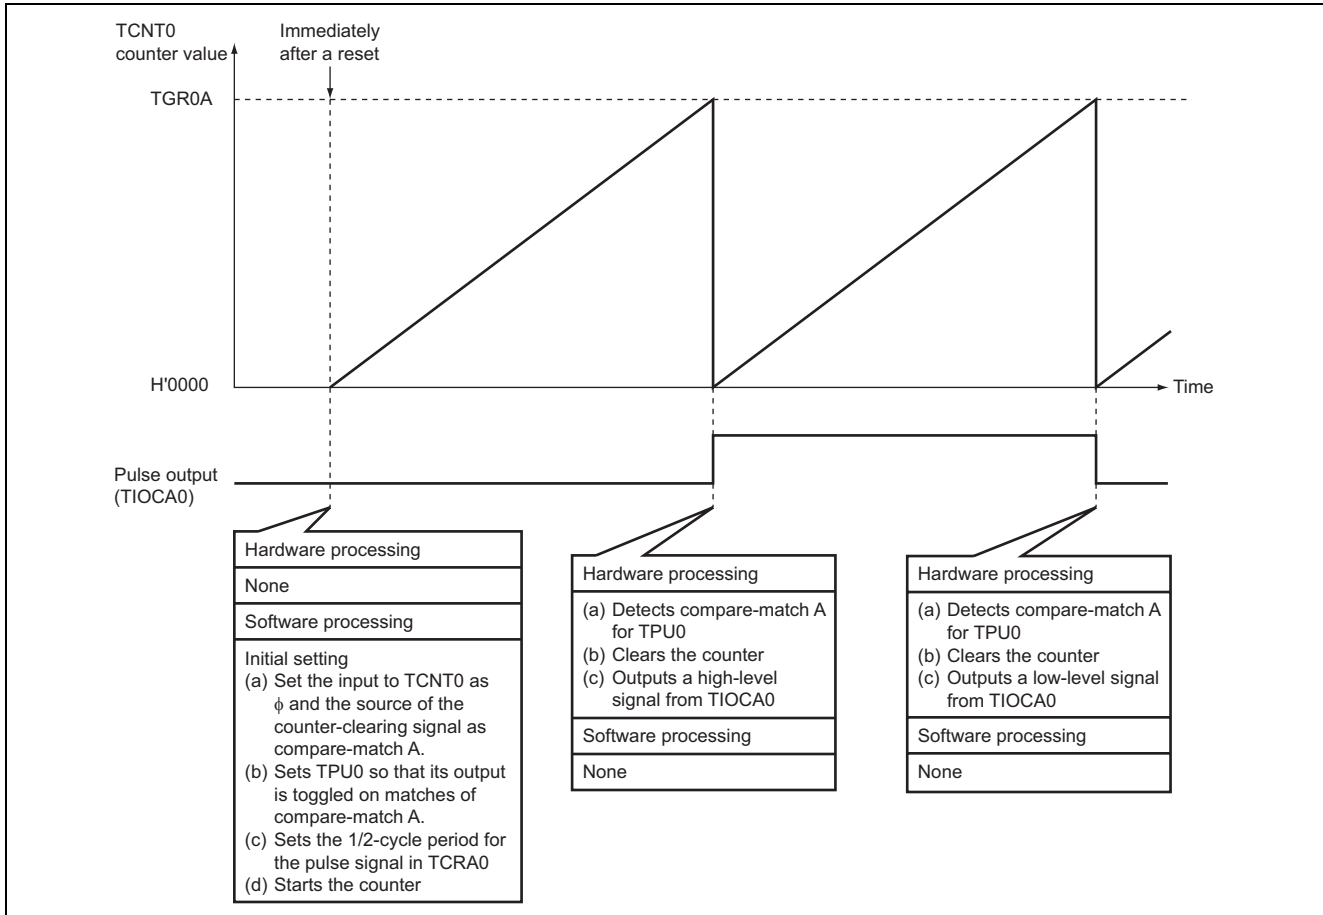 TCNT0
counter value
Immediately
after a reset
TGR0A
H'0000
Time
Pulse output
(TIOCA0)
Hardware processing
None
Software processing
Initial setting
(a) Set the input to TCNT0 as
ϕ and the source of the
counter-clearing signal as
compare-match A.
(b) Sets TPU0 so that its output
is toggled on matches of
compare-match A.
(c) Sets the 1/2-cycle period for
the pulse signal in TCRA0
(d) Starts the counter
Hardware processing
(a) Detects compare-match A
for TPU0
(b) Clears the counter
(c) Outputs a high-level
signal from TIOCA0
Software processing
None
Hardware processing
(a) Detects compare-match A
for TPU0
(b) Clears the counter
(c) Outputs a low-level signal
from TIOCA0
Software processing
None